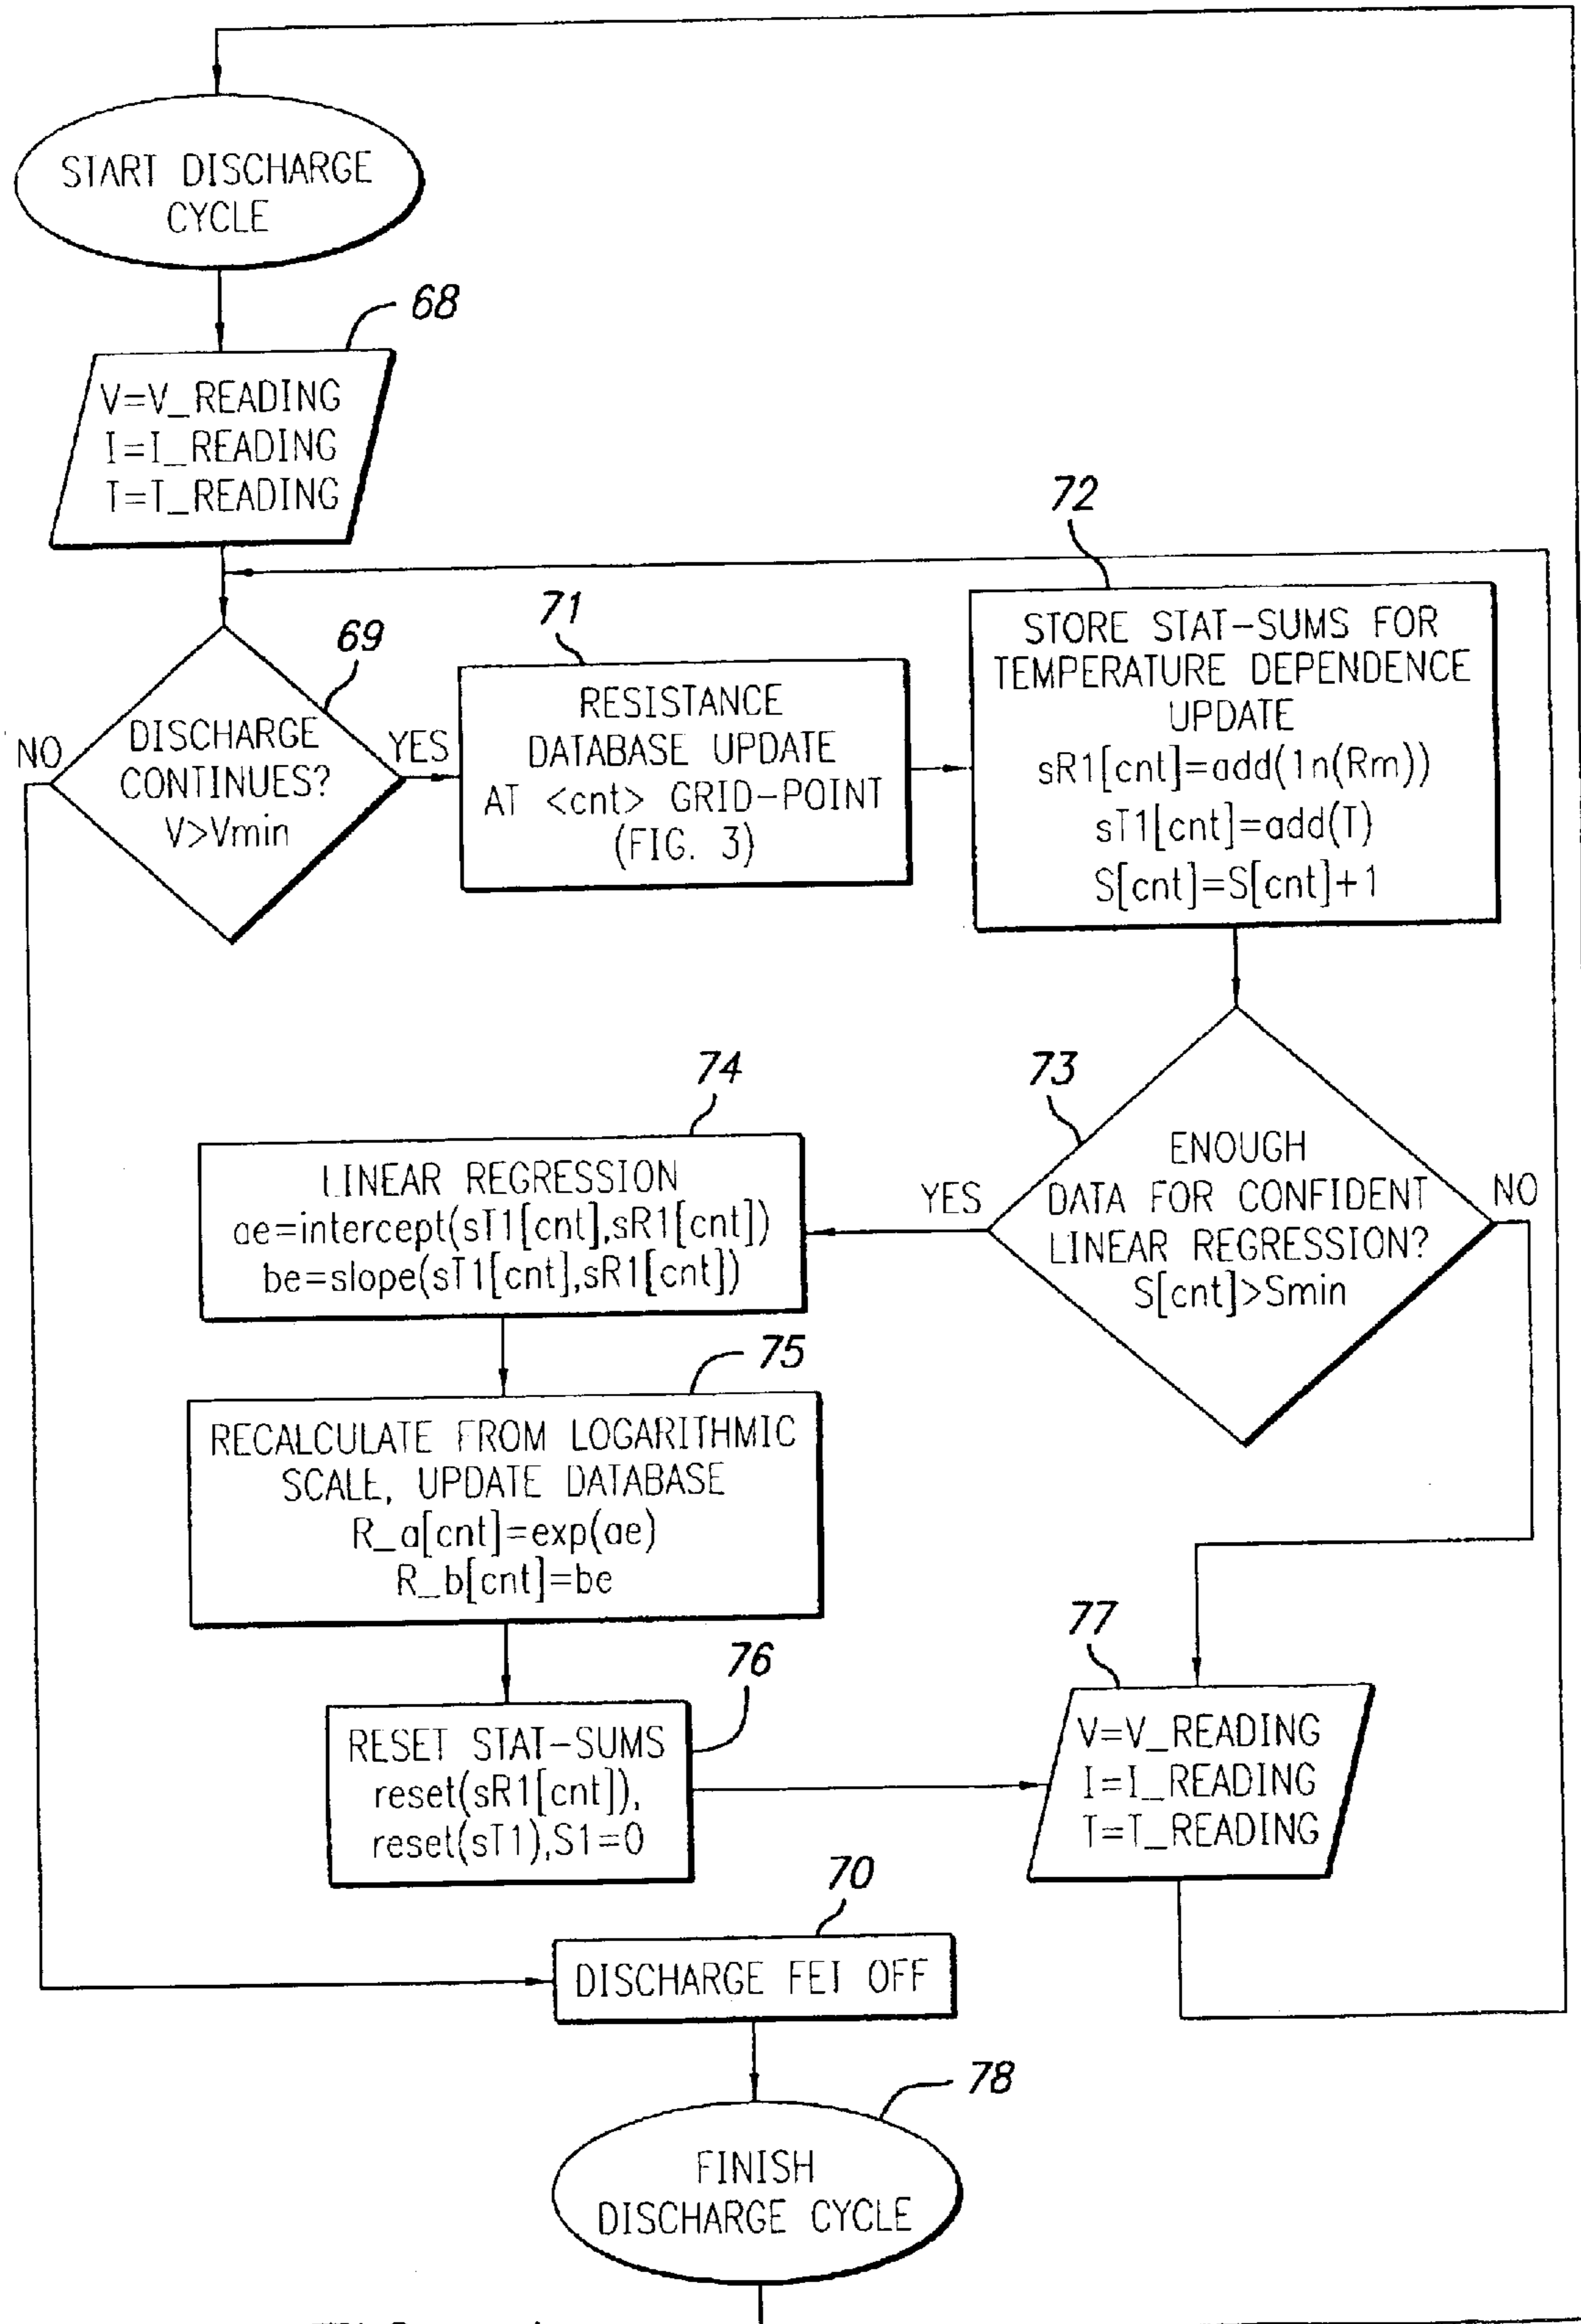 START DISCHARGE
CYCLE
68
V=V_READING
I=I_READING
T=T_READING
69
DISCHARGE
CONTINUES?
V>Vmin
NO
YES
71
RESISTANCE
DATABASE UPDATE
AT <cnt> GRID-POINT
(FIG. 3)
72
STORE STAT-SUMS FOR
TEMPERATURE DEPENDENCE
UPDATE
sR1[cnt]=add(ln(Rm))
sT1[cnt]=add(T)
S[cnt]=S[cnt]+1
73
ENOUGH
DATA FOR CONFIDENT
LINEAR REGRESSION?
S[cnt]>Smin
YES
NO
74
LINEAR REGRESSION
ae=intercept(sT1[cnt],sR1[cnt])
be=slope(sT1[cnt],sR1[cnt])
75
RECALCULATE FROM LOGARITHMIC
SCALE, UPDATE DATABASE
R_a[cnt]=exp(ae)
R_b[cnt]=be
76
RESET STAT-SUMS
reset(sR1[cnt]),
reset(sT1),S1=0
77
V=V_READING
I=I_READING
T=T_READING
70
DISCHARGE FET OFF
78
FINISH
DISCHARGE CYCLE